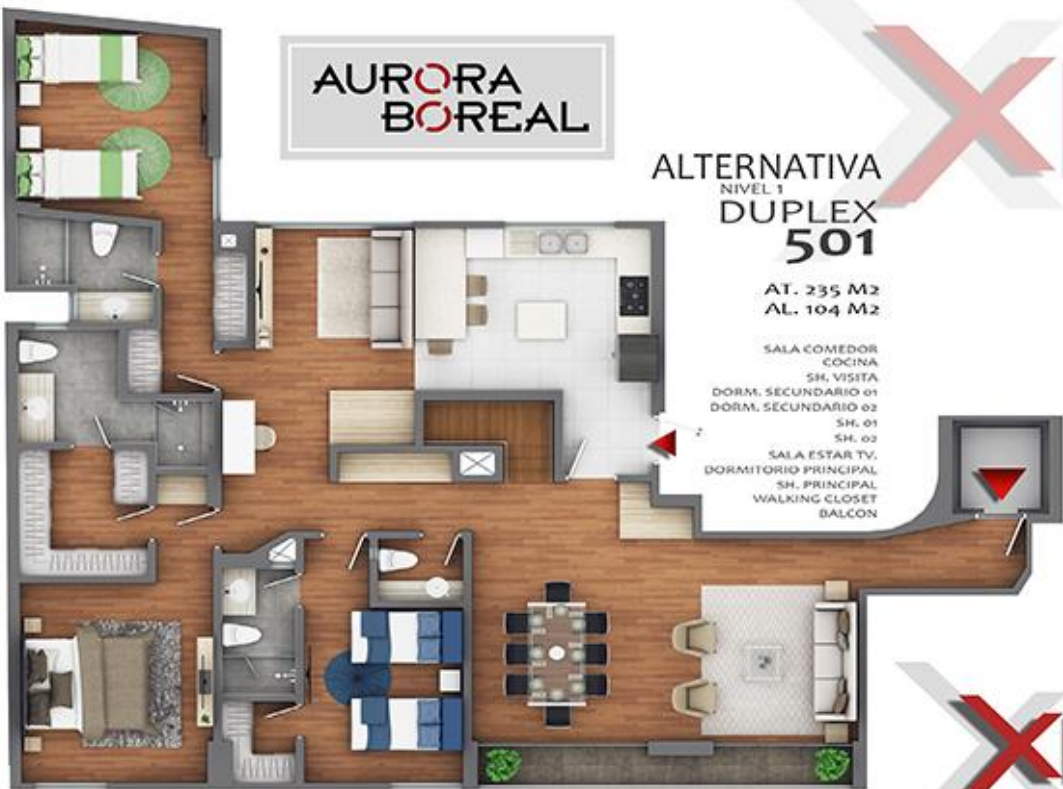 AURORA
BOREAL
ALTERNATIVA
NIVEL 1
DUPLEX
501
AT. 235 M2
AL. 104 M2
SALA COMEDOR
COCINA
SH. VISITA
DORM. SECUNDARIO 01
DORM. SECUNDARIO 02
SH. 01
SH. 02
SALA ESTAR TV.
DORMITORIO PRINCIPAL
SH. PRINCIPAL
WALKING CLOSET
BALCON